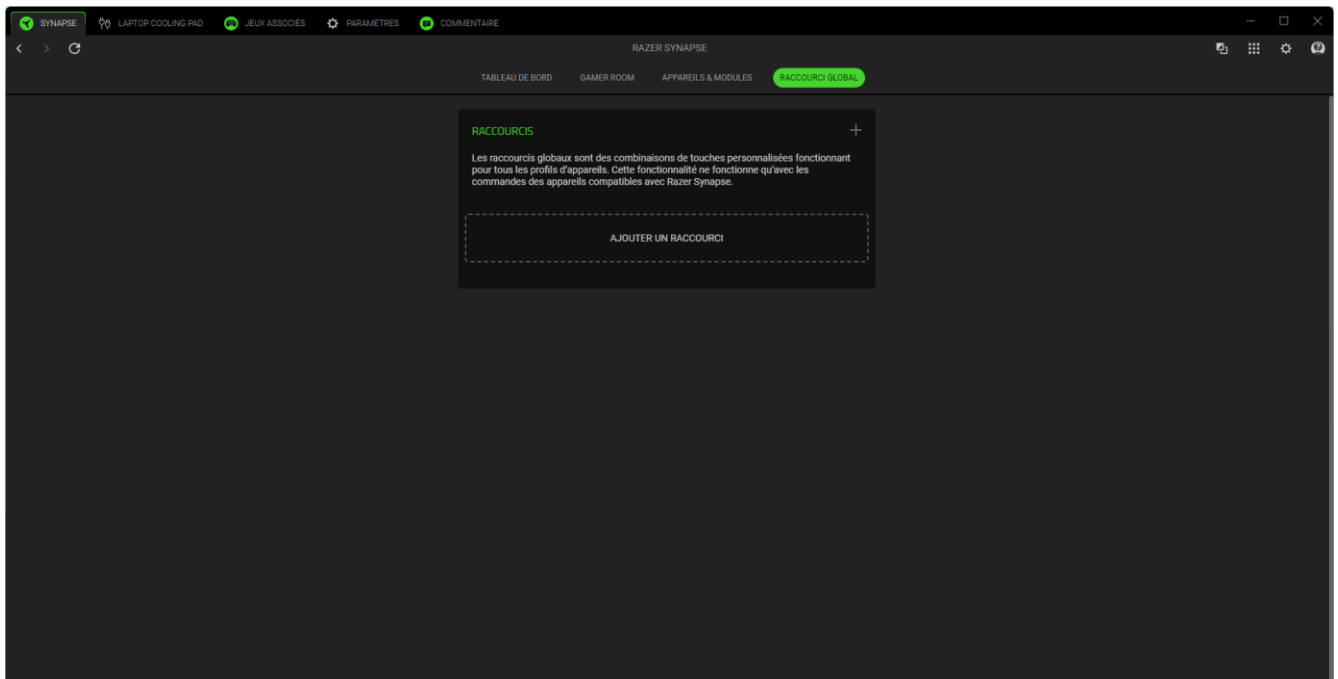 SYNAPSE
LAPTOP COOLING PAD
JEUX ASSOCIÉS
PARAMÈTRES
COMMENTAIRE
RAZER SYNAPSE
TABLEAU DE BORD
GAMER ROOM
APPAREILS & MODULES
RACCOURCI GLOBAL
RACCOURCIS
Les raccourcis globaux sont des combinaisons de touches personnalisées fonctionnant
pour tous les profils d'appareils. Cette fonctionnalité ne fonctionne qu'avec les
commandes des appareils compatibles avec Razer Synapse.
AJOUTER UN RACCOURCI